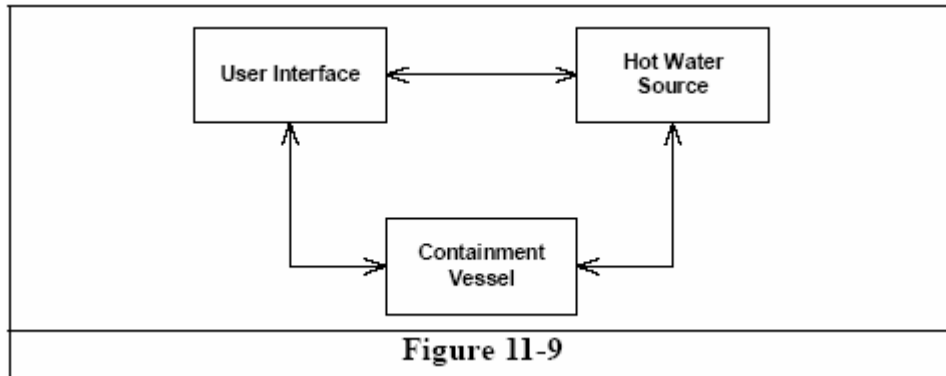 User Interface
Hot Water
Source
Containment
Vessel
Figure 11-9